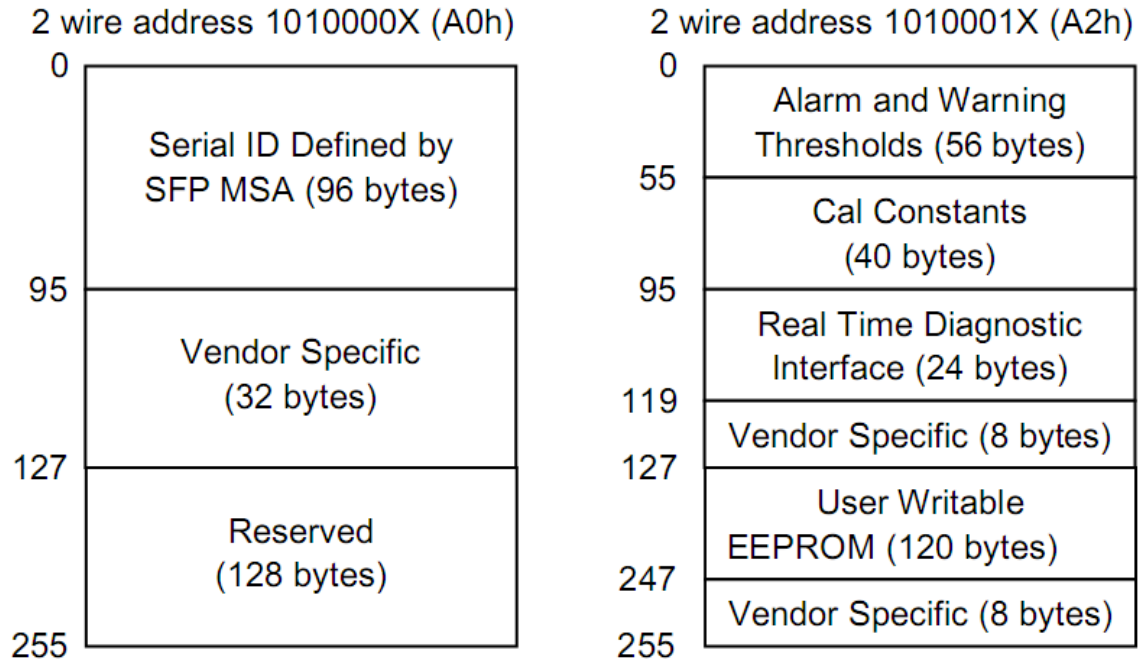 2 wire address 1010000X (A0h)
0
Serial ID Defined by
SFP MSA (96 bytes)
95
Vendor Specific
(32 bytes)
127
Reserved
(128 bytes)
255
2 wire address 1010001X (A2h)
0
Alarm and Warning
Thresholds (56 bytes)
55
Cal Constants
(40 bytes)
95
Real Time Diagnostic
Interface (24 bytes)
119
Vendor Specific (8 bytes)
127
User Writable
EEPROM (120 bytes)
247
Vendor Specific (8 bytes)
255